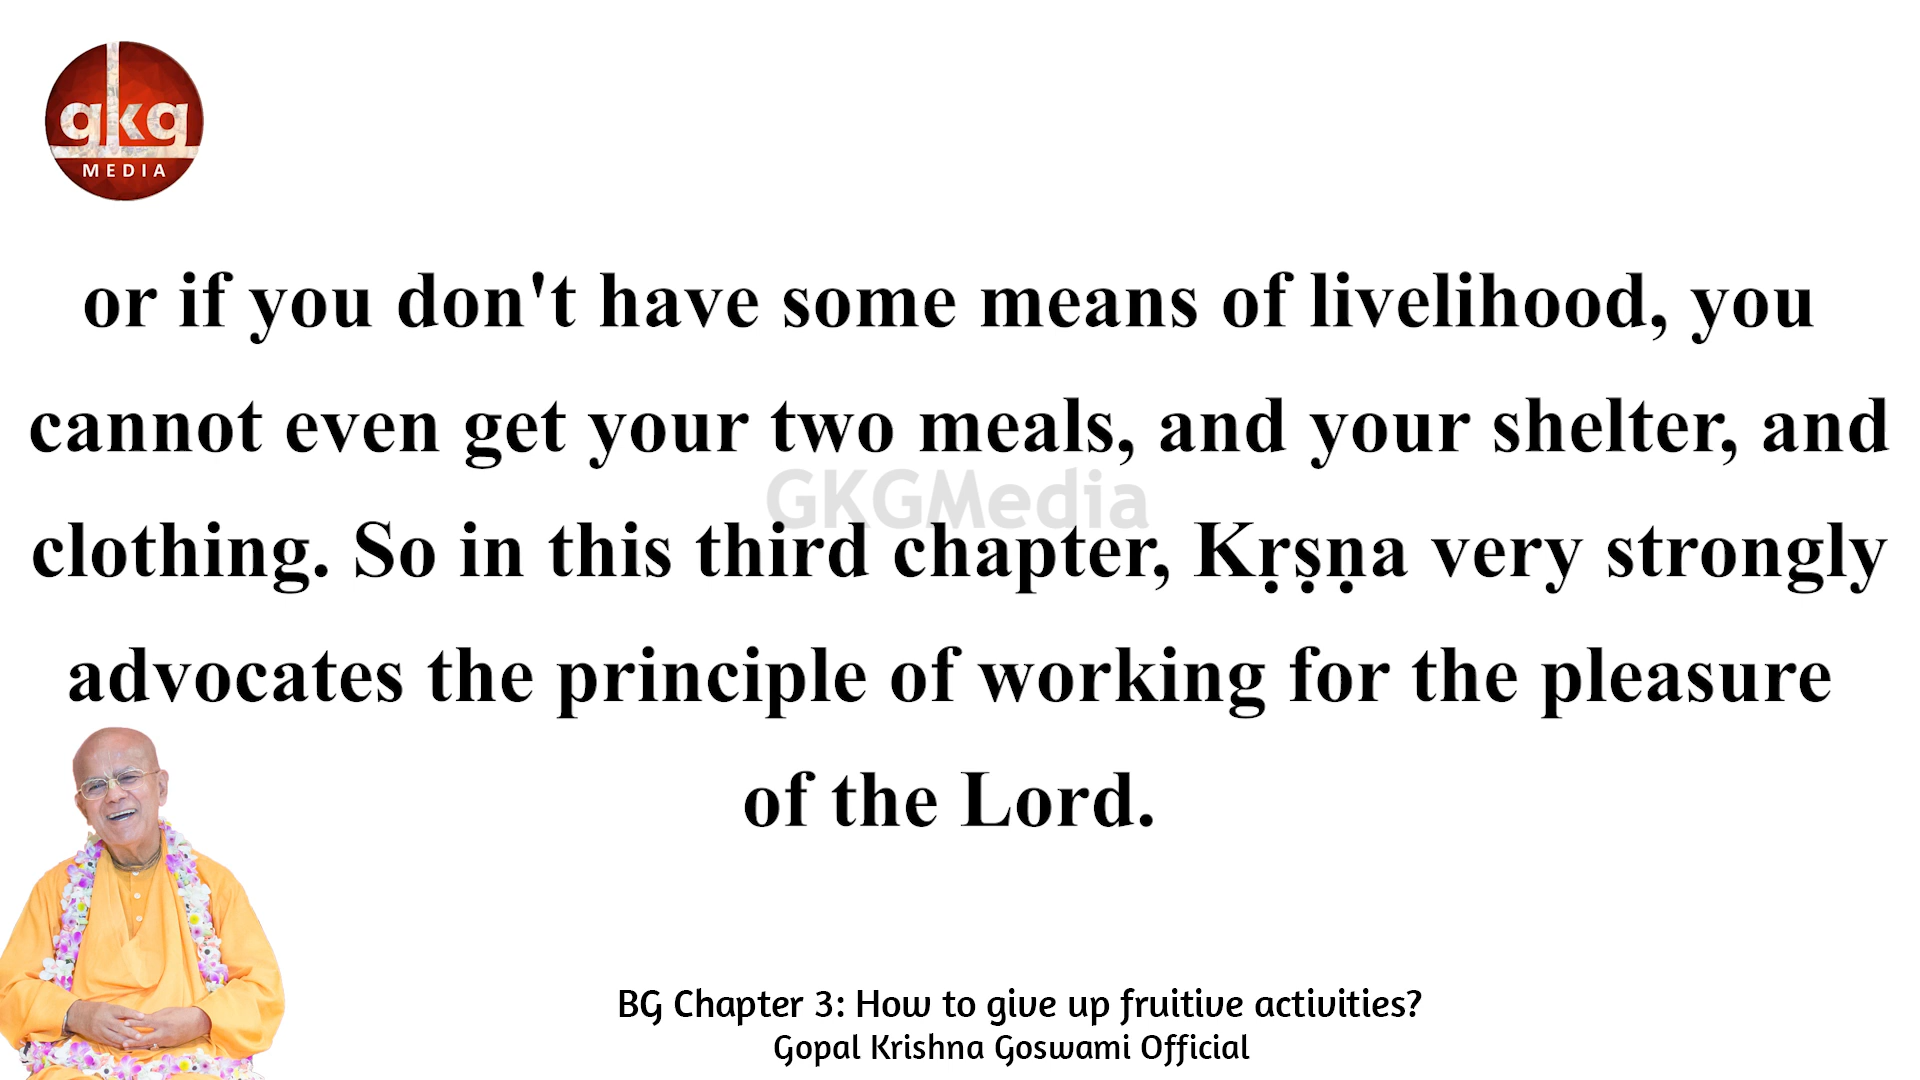 gkg
MEDIA
or if you don't have some means of livelihood, you
cannot even get your two meals, and your shelter, and
GKGMedia
clothing. So in this third chapter, Kṛṣṇa very strongly
advocates the principle of working for the pleasure
of the Lord.
BG Chapter 3: How to give up fruitive activities?
Gopal Krishna Goswami Official